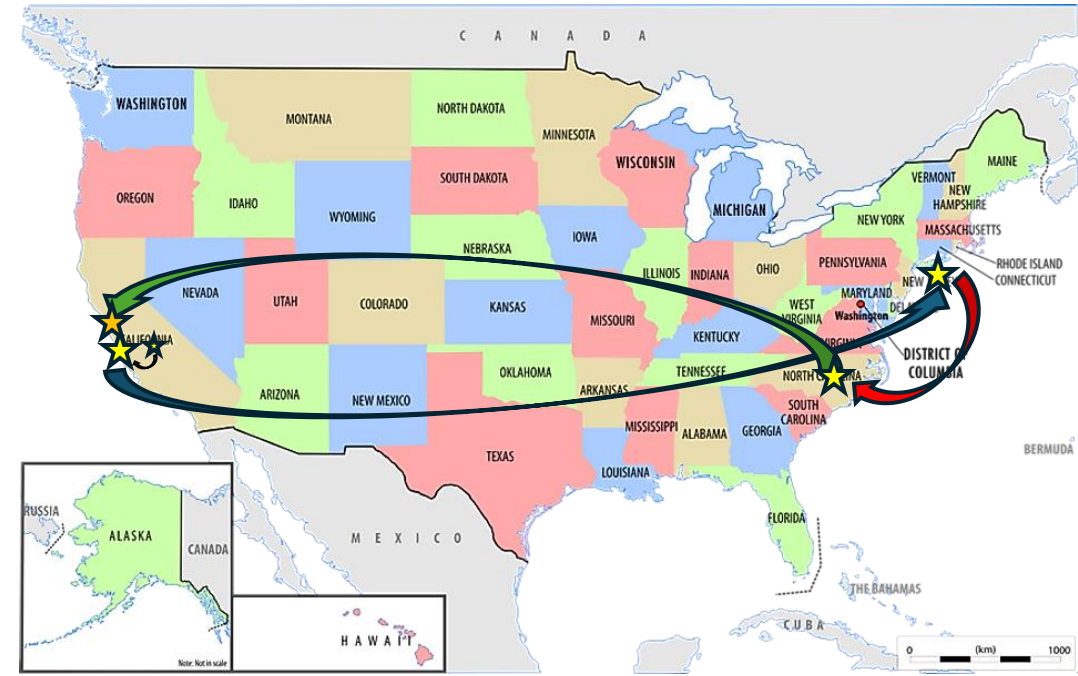 C A N A D A
WASHINGTON
MONTANA
NORTH DAKOTA
MINNESOTA
MAINE
WISCONSIN
VERMONT
NEW
HAMPSHIRE
SOUTH DAKOTA
OREGON
IDAHO
WYOMING
MICHIGAN
NEW YORK
MASSACHUSETTS
IOWA
NEBRASKA
RHODE ISLAND
CONNECTICUT
PENNSYLVANIA
ILLINOIS
INDIANA
OHIO
NEW
NEVADA
UTAH
COLORADO
KANSAS
MISSOURI
WEST
VIRGINIA
MARYLAND
Washington
KENTUCKY
DISTRICT OF
COLUMBIA
TENNESSEE
OKLAHOMA
ARKANSAS
ARIZONA
NEW MEXICO
SOUTH
CAROLINA
MISSISSIPPI
ALABAMA
GEORGIA
TEXAS
LOUISIANA
BERMUDA
FLORIDA
RUSSIA
ALASKA
CANADA
M E X I C O
THE BAHAMAS
CUBA
H A W A I I
Note: Not in scale
0 (km) 1000